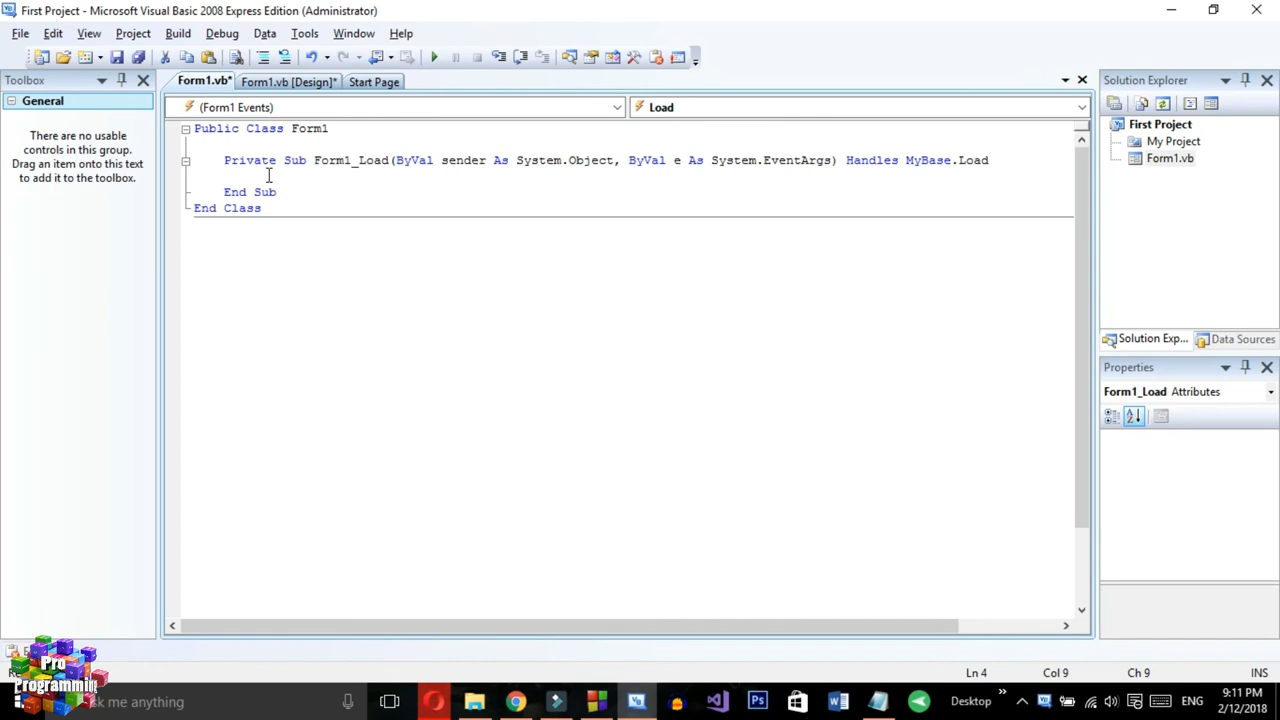 First Project - Microsoft Visual Basic 2008 Express Edition (Administrator)
File Edit View Project Build Debug Data Tools Window Help
Toolbox
General
There are no usable
controls in this group.
Drag an item onto this text
to add it to the toolbox.
Form1.vb* Form1.vb [Design]* Start Page
(Form1 Events) Load
Public Class Form1
Private Sub Form1_Load(ByVal sender As System.Object, ByVal e As System.EventArgs) Handles MyBase.Load
End Sub
End Class
Solution Explorer
First Project
My Project
Form1.vb
Solution Exp... Data Sources
Properties
Form1_Load Attributes
Ln 4 Col 9 Ch 9 INS
Pro
Programming
sk me anything
Desktop
ENG
9:11 PM
2/12/2018